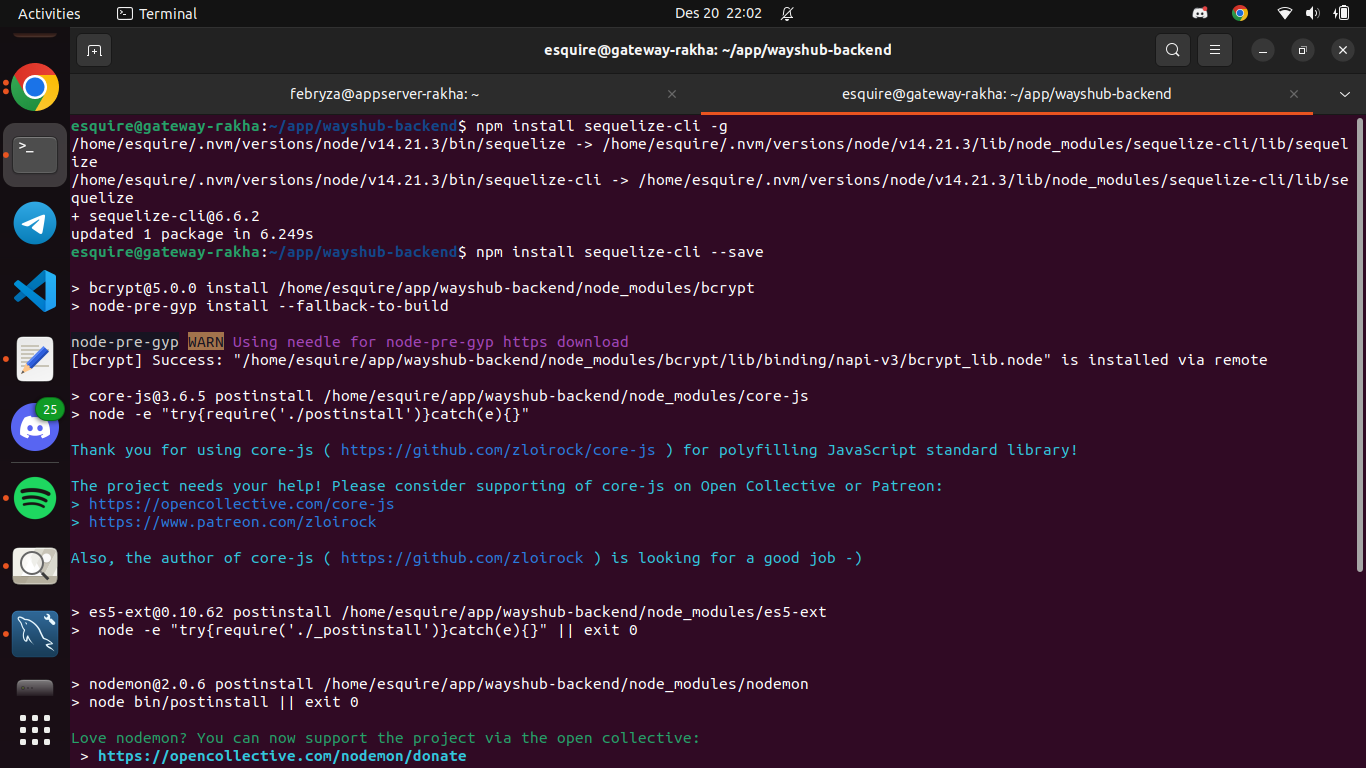 Activities
Terminal
Des 20 22:02
esquire@gateway-rakha: ~/app/wayshub-backend
febryza@appserver-rakha: ~
esquire@gateway-rakha: ~/app/wayshub-backend
esquire@gateway-rakha:~/app/wayshub-backend$ npm install sequelize-cli -g
/home/esquire/.nvm/versions/node/v14.21.3/bin/sequelize -> /home/esquire/.nvm/versions/node/v14.21.3/lib/node_modules/sequelize-cli/lib/sequel
ize
/home/esquire/.nvm/versions/node/v14.21.3/bin/sequelize-cli -> /home/esquire/.nvm/versions/node/v14.21.3/lib/node_modules/sequelize-cli/lib/se
quelize
+ sequelize-cli@6.6.2
updated 1 package in 6.249s
esquire@gateway-rakha:~/app/wayshub-backend$ npm install sequelize-cli --save
> bcrypt@5.0.0 install /home/esquire/app/wayshub-backend/node_modules/bcrypt
> node-pre-gyp install --fallback-to-build
node-pre-gyp WARN Using needle for node-pre-gyp https download
[bcrypt] Success: "/home/esquire/app/wayshub-backend/node_modules/bcrypt/lib/binding/napi-v3/bcrypt_lib.node" is installed via remote
> core-js@3.6.5 postinstall /home/esquire/app/wayshub-backend/node_modules/core-js
> node -e "try{require('./postinstall')}catch(e){}"
Thank you for using core-js ( https://github.com/zloirock/core-js ) for polyfilling JavaScript standard library!
The project needs your help! Please consider supporting of core-js on Open Collective or Patreon:
> https://opencollective.com/core-js
> https://www.patreon.com/zloirock
Also, the author of core-js ( https://github.com/zloirock ) is looking for a good job -)
> es5-ext@0.10.62 postinstall /home/esquire/app/wayshub-backend/node_modules/es5-ext
>  node -e "try{require('./_postinstall')}catch(e){}" || exit 0
> nodemon@2.0.6 postinstall /home/esquire/app/wayshub-backend/node_modules/nodemon
> node bin/postinstall || exit 0
Love nodemon? You can now support the project via the open collective:
 > https://opencollective.com/nodemon/donate
25